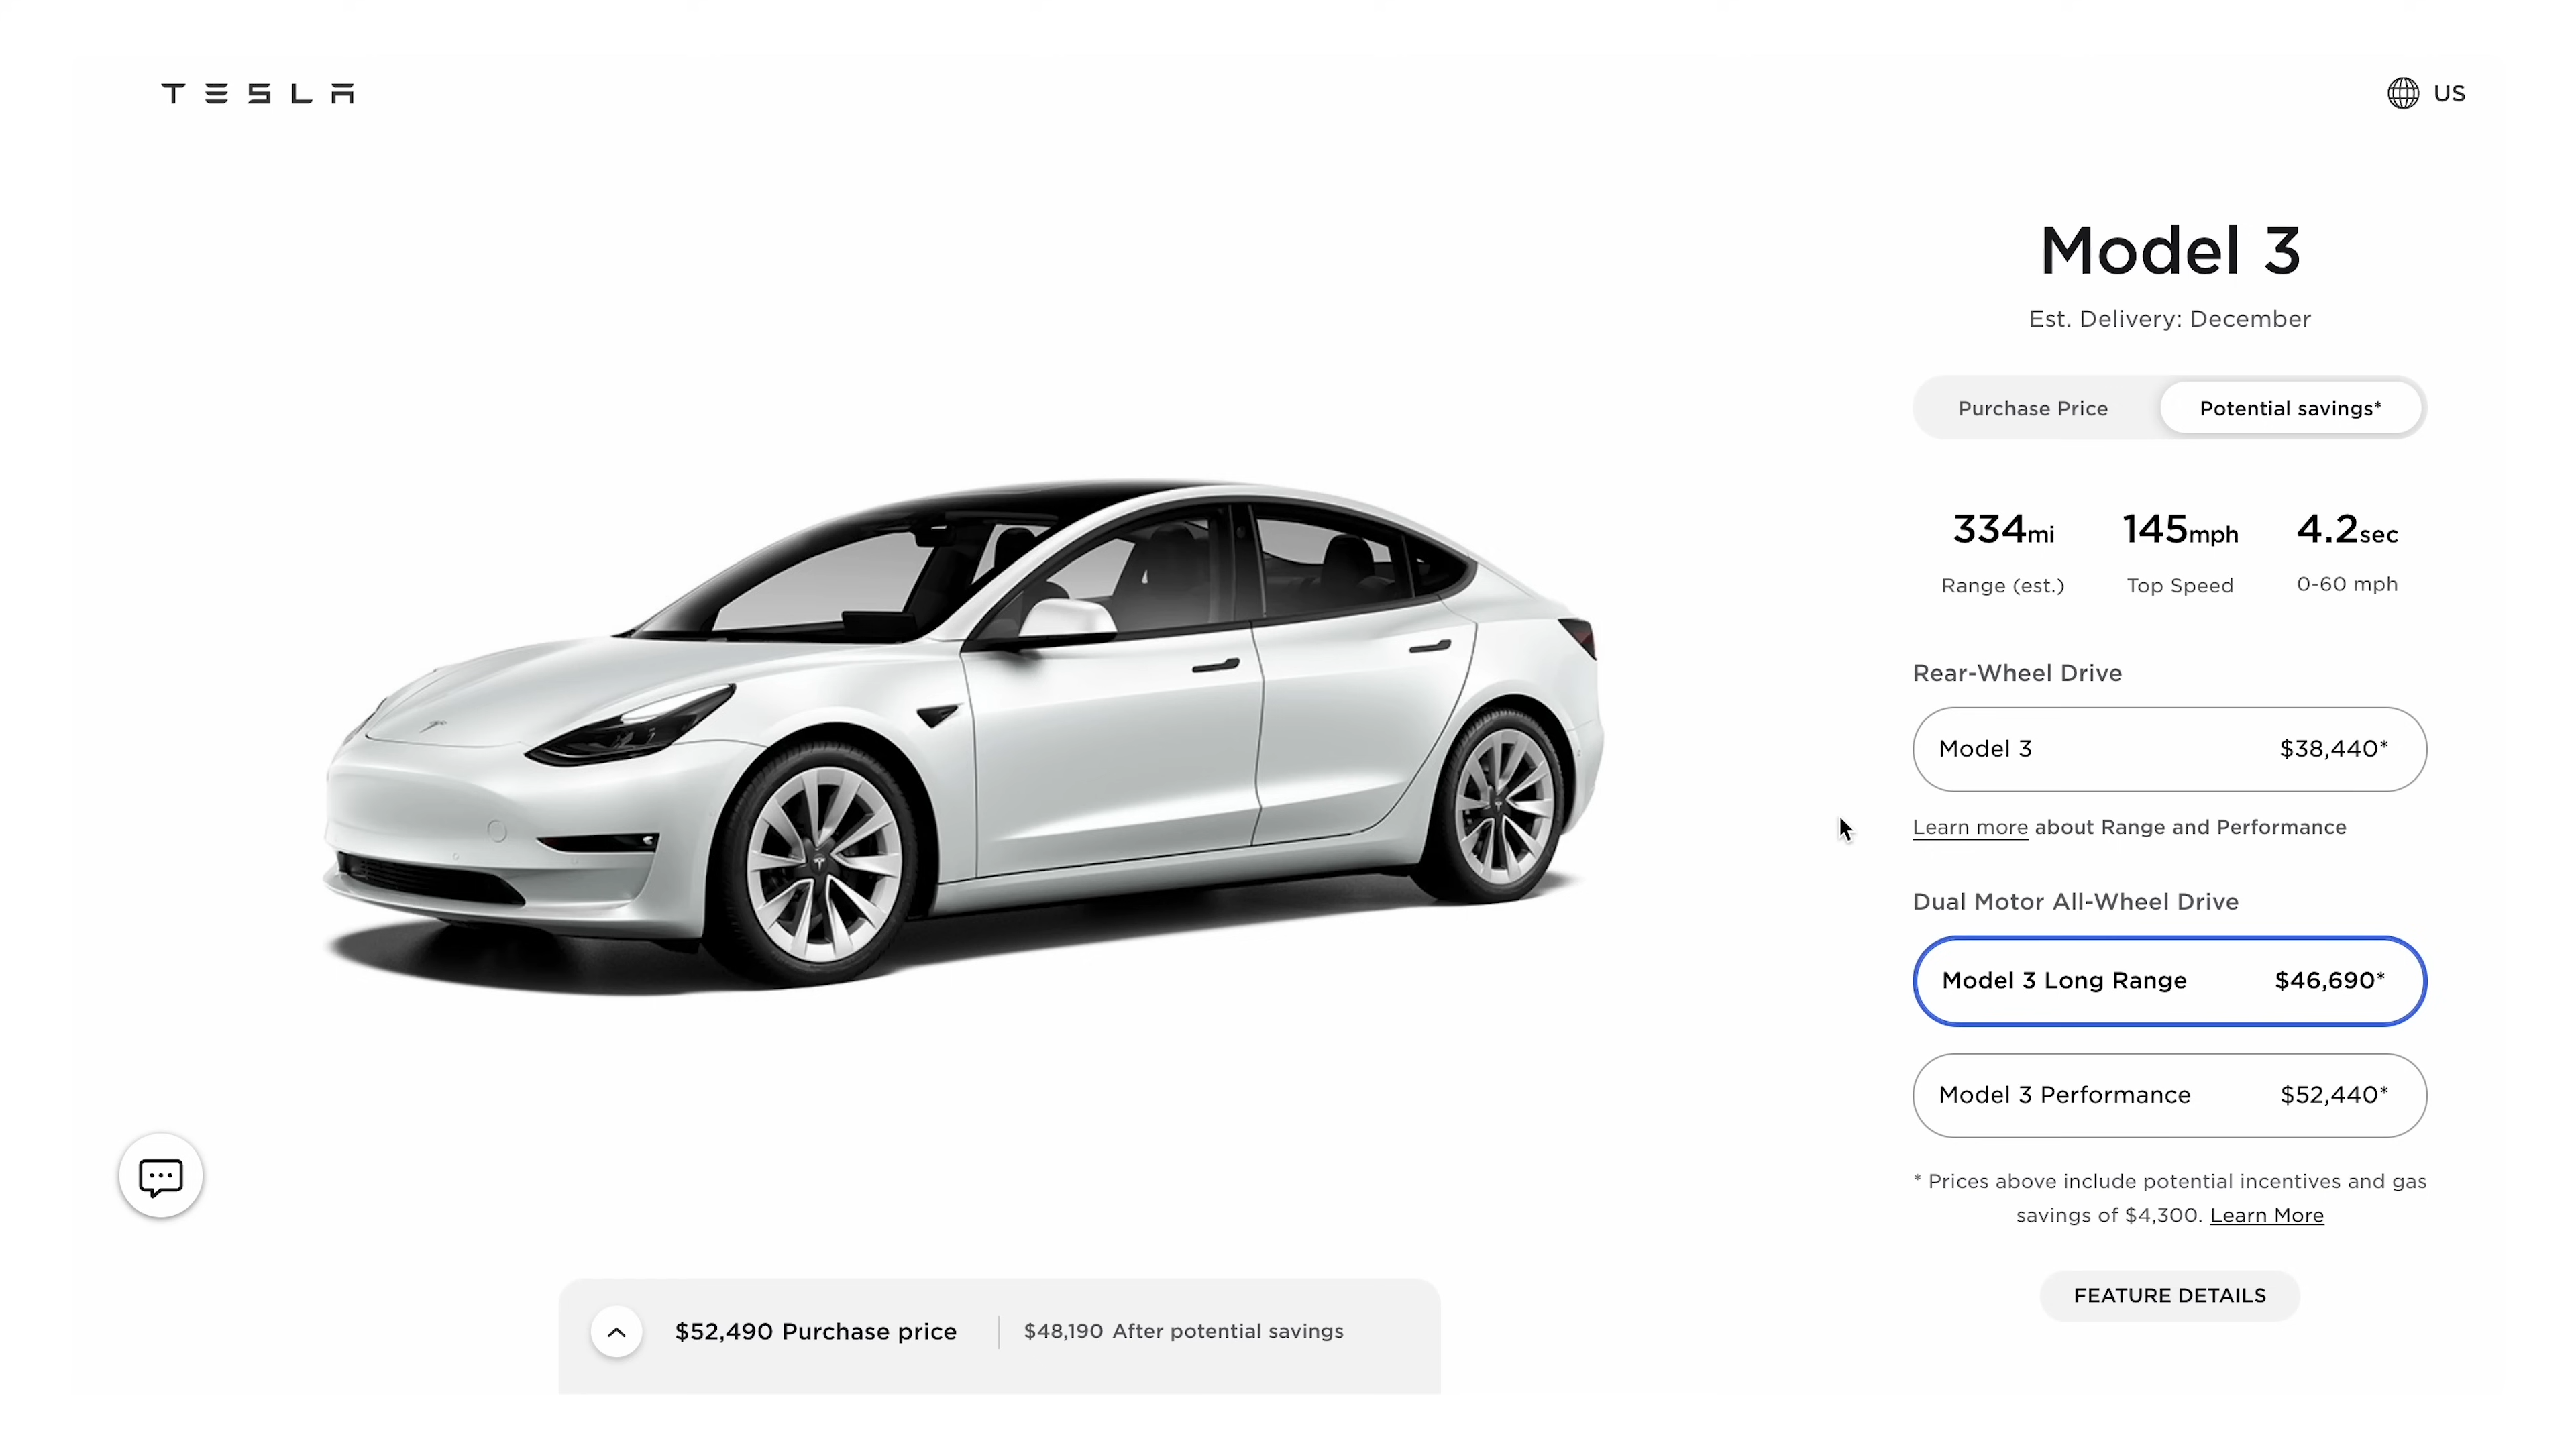 TESLA
US
Model 3
Est. Delivery: December
Purchase Price Potential savings*
334mi 145mph 4.2sec
Range (est.) Top Speed 0-60 mph
Rear-Wheel Drive
Model 3 $38,440*
Learn more about Range and Performance
Dual Motor All-Wheel Drive
Model 3 Long Range $46,690*
Model 3 Performance $52,440*
* Prices above include potential incentives and gas
savings of $4,300. Learn More
FEATURE DETAILS
$52,490 Purchase price $48,190 After potential savings